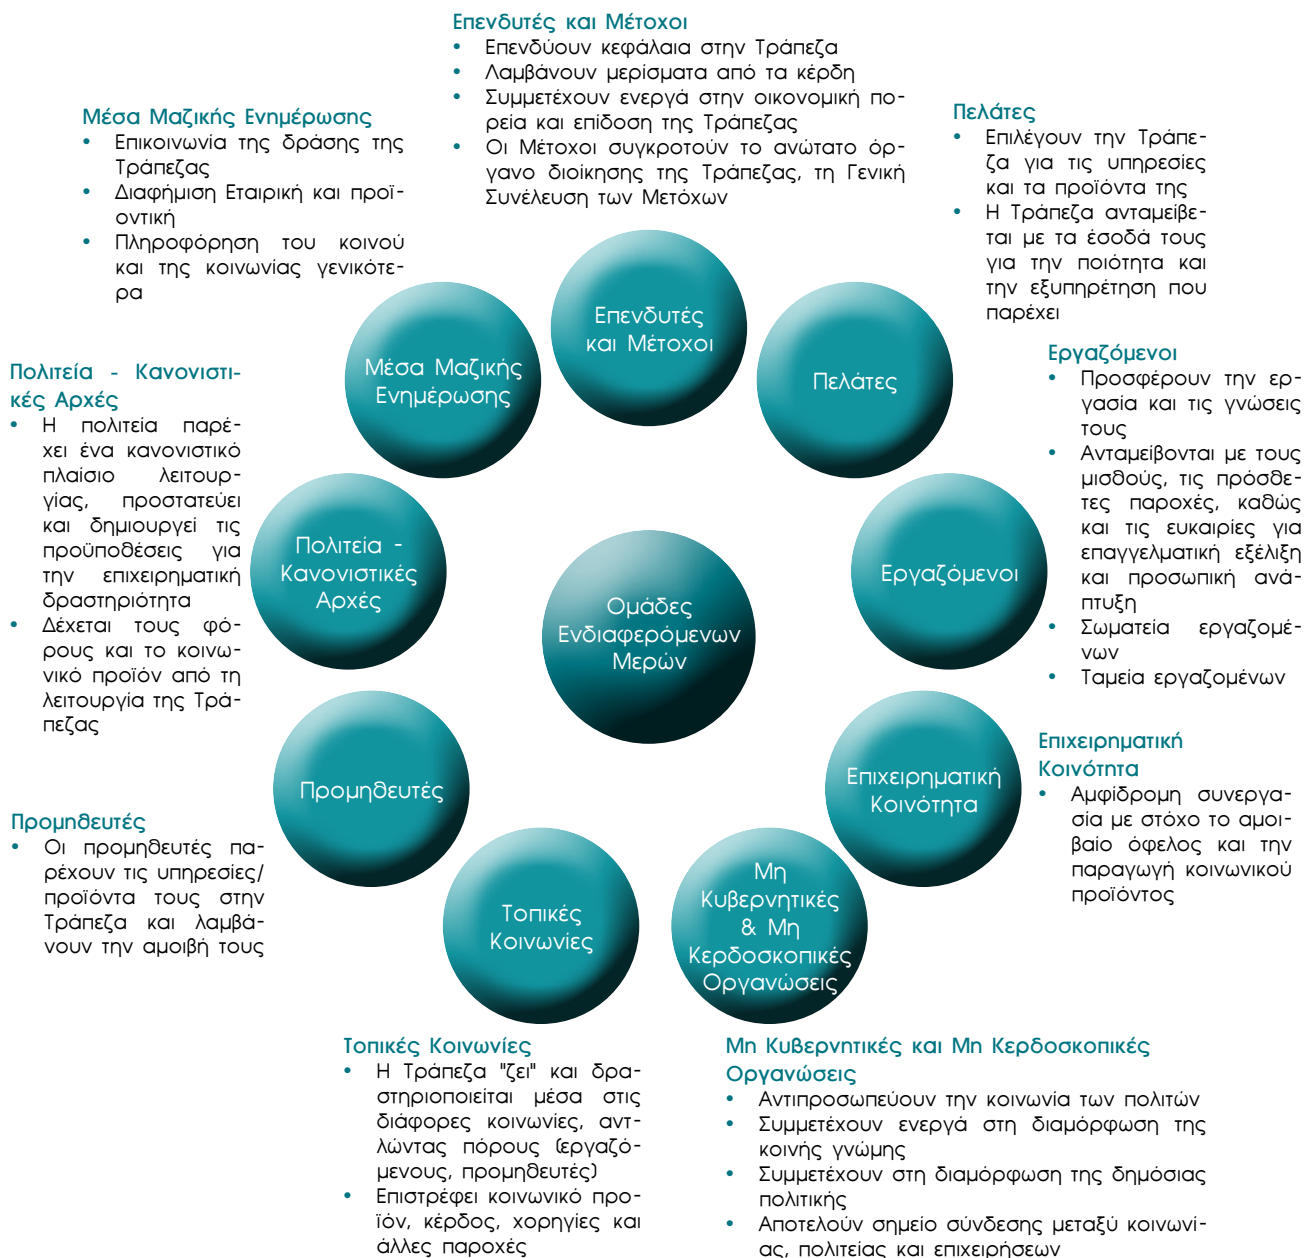 Επενδυτές και Μέτοχοι
• Επενδύουν κεφάλαια στην Τράπεζα
• Λαμβάνουν μερίσματα από τα κέρδη
• Συμμετέχουν ενεργά στην οικονομική πο-
ρεία και επίδοση της Τράπεζας
• Οι Μέτοχοι συγκροτούν το ανώτατο όρ-
γανο διοίκησης της Τράπεζας, τη Γενική
Συνέλευση των Μετόχων
Μέσα Μαζικής Ενημέρωσης
• Επικοινωνία της δράσης της
Τράπεζας
• Διαφήμιση Εταιρική και προϊ-
οντική
• Πληροφόρηση του κοινού
και της κοινωνίας γενικότε-
ρα
Πελάτες
• Επιλέγουν την Τράπε-
ζα για τις υπηρεσίες
και τα προϊόντα της
• Η Τράπεζα ανταμείβε-
ται με τα έσοδά τους
για την ποιότητα και
την εξυπηρέτηση που
παρέχει
Επενδυτές
και Μέτοχοι
Μέσα Μαζικής
Ενημέρωσης
Πελάτες
Πολιτεία - Κανονιστι-
κές Αρχές
• Η πολιτεία παρέ-
χει ένα κανονιστικό
πλαίσιο λειτουρ-
γίας, προστατεύει
και δημιουργεί τις
προϋποθέσεις για
την επιχειρηματική
δραστηριότητα
• Δέχεται τους φό-
ρους και το κοινω-
νικό προϊόν από τη
λειτουργία της Τρά-
πεζας
Εργαζόμενοι
• Προσφέρουν την ερ-
γασία και τις γνώσεις
τους
• Ανταμείβονται με τους
μισθούς, τις πρόσθε-
τες παροχές, καθώς
και τις ευκαιρίες για
επαγγελματική εξέλιξη
και προσωπική ανά-
πτυξη
• Σωματεία εργαζομέ-
νων
• Ταμεία εργαζομένων
Πολιτεία -
Κανονιστικές
Αρχές
Εργαζόμενοι
Ομάδες
Ενδιαφερόμενων
Μερών
Προμηθευτές
Επιχειρηματική
Κοινότητα
Επιχειρηματική
Κοινότητα
• Αμφίδρομη συνεργα-
σία με στόχο το αμοι-
βαίο όφελος και την
παραγωγή κοινωνικού
προϊόντος
Προμηθευτές
• Οι προμηθευτές πα-
ρέχουν τις υπηρεσίες/
προϊόντα τους στην
Τράπεζα και λαμβά-
νουν την αμοιβή τους
Τοπικές
Κοινωνίες
Μη
Κυβερνητικές
& Μη
Κερδοσκοπικές
Οργανώσεις
Τοπικές Κοινωνίες
• Η Τράπεζα "ζει" και δρα-
στηριοποιείται μέσα στις
διάφορες κοινωνίες, αντ-
λώντας πόρους (εργαζό-
μενους, προμηθευτές)
• Επιστρέφει κοινωνικό προ-
ϊόν, κέρδος, χορηγίες και
άλλες παροχές
Μη Κυβερνητικές και Μη Κερδοσκοπικές
Οργανώσεις
• Αντιπροσωπεύουν την κοινωνία των πολιτών
• Συμμετέχουν ενεργά στη διαμόρφωση της
κοινής γνώμης
• Συμμετέχουν στη διαμόρφωση της δημόσιας
πολιτικής
• Αποτελούν σημείο σύνδεσης μεταξύ κοινωνί-
ας, πολιτείας και επιχειρήσεων